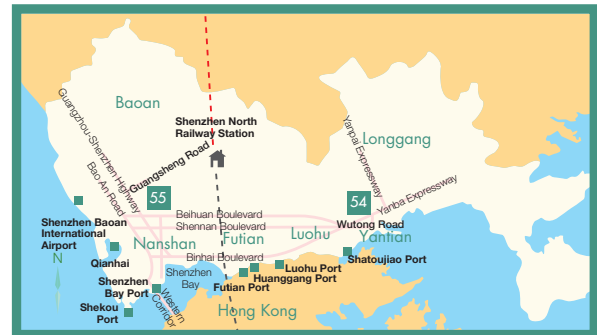 Baoan
Guangzhou-Shenzhen Highway
Shenzhen North
Railway Station
Yanpai Expressway
Longgang
Guangsheng Road
Bao An Road
55
54
Yanba Expressway
Beihuan Boulevard
Shennan Boulevard
Wutong Road
Shenzhen Baoan
International
Airport
Nanshan
Futian
Luohu
Yantian
N
Qianhai
Binhai Boulevard
Shatoujiao Port
Shenzhen
Bay
Luohu Port
Huanggang Port
Futian Port
Shenzhen
Bay Port
Shekou
Port
Western
Corridor
Hong Kong